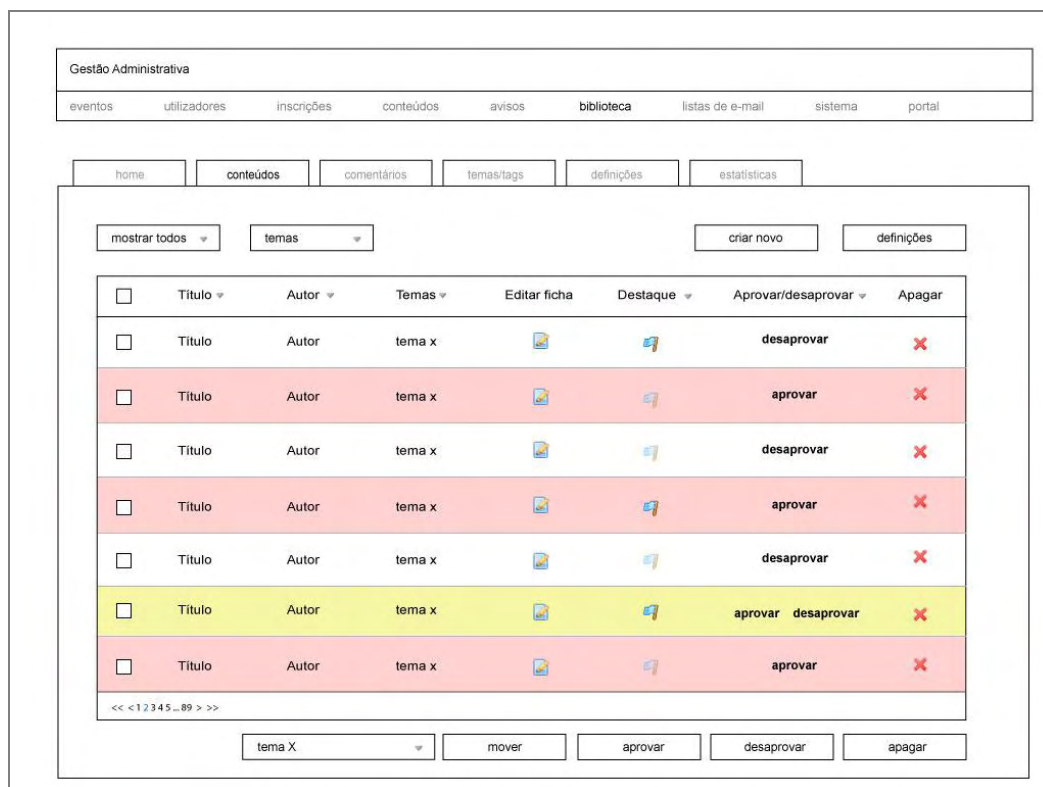 Gestão Administrativa
eventos utilizadores inscrições conteúdos avisos biblioteca listas de e-mail sistema portal
home conteúdos comentários temas/tags definições estatísticas
mostrar todos temas criar novo definições
Título Autor Temas Editar ficha Destaque Aprovar/desaprovar Apagar
Título Autor tema x desaprovar
Título Autor tema x aprovar
Título Autor tema x desaprovar
Título Autor tema x aprovar
Título Autor tema x desaprovar
Título Autor tema x aprovar desaprovar
Título Autor tema x aprovar
<< < 1 2 3 4 5 ... 89 > >>
tema X mover aprovar desaprovar apagar